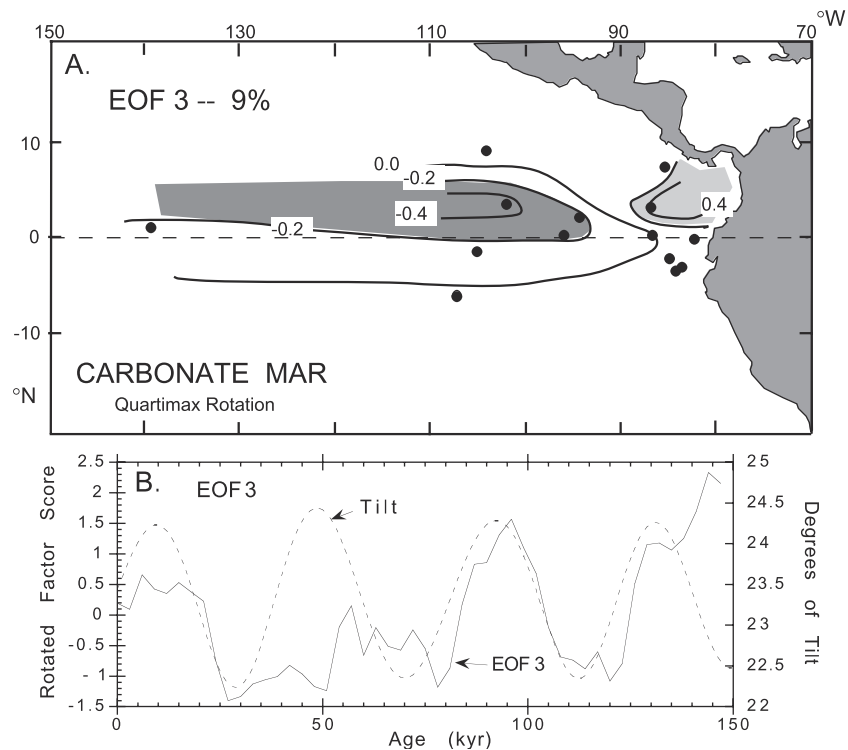 150 130 110 90 70 °W
A.
EOF 3 -- 9%
10
0.0
-0.2
-0.4
0.4
-0.2
0
-10
°N
CARBONATE MAR
Quartimax Rotation
2.5 25
B. EOF3
2
Tilt
24.5
1.5
24
1
0.5 23.5
0
23
-0.5
EOF 3
22.5
- 1
-1.5 22
Rotated Factor Score
Degrees of Tilt
0 50 100 150
Age (kyr)